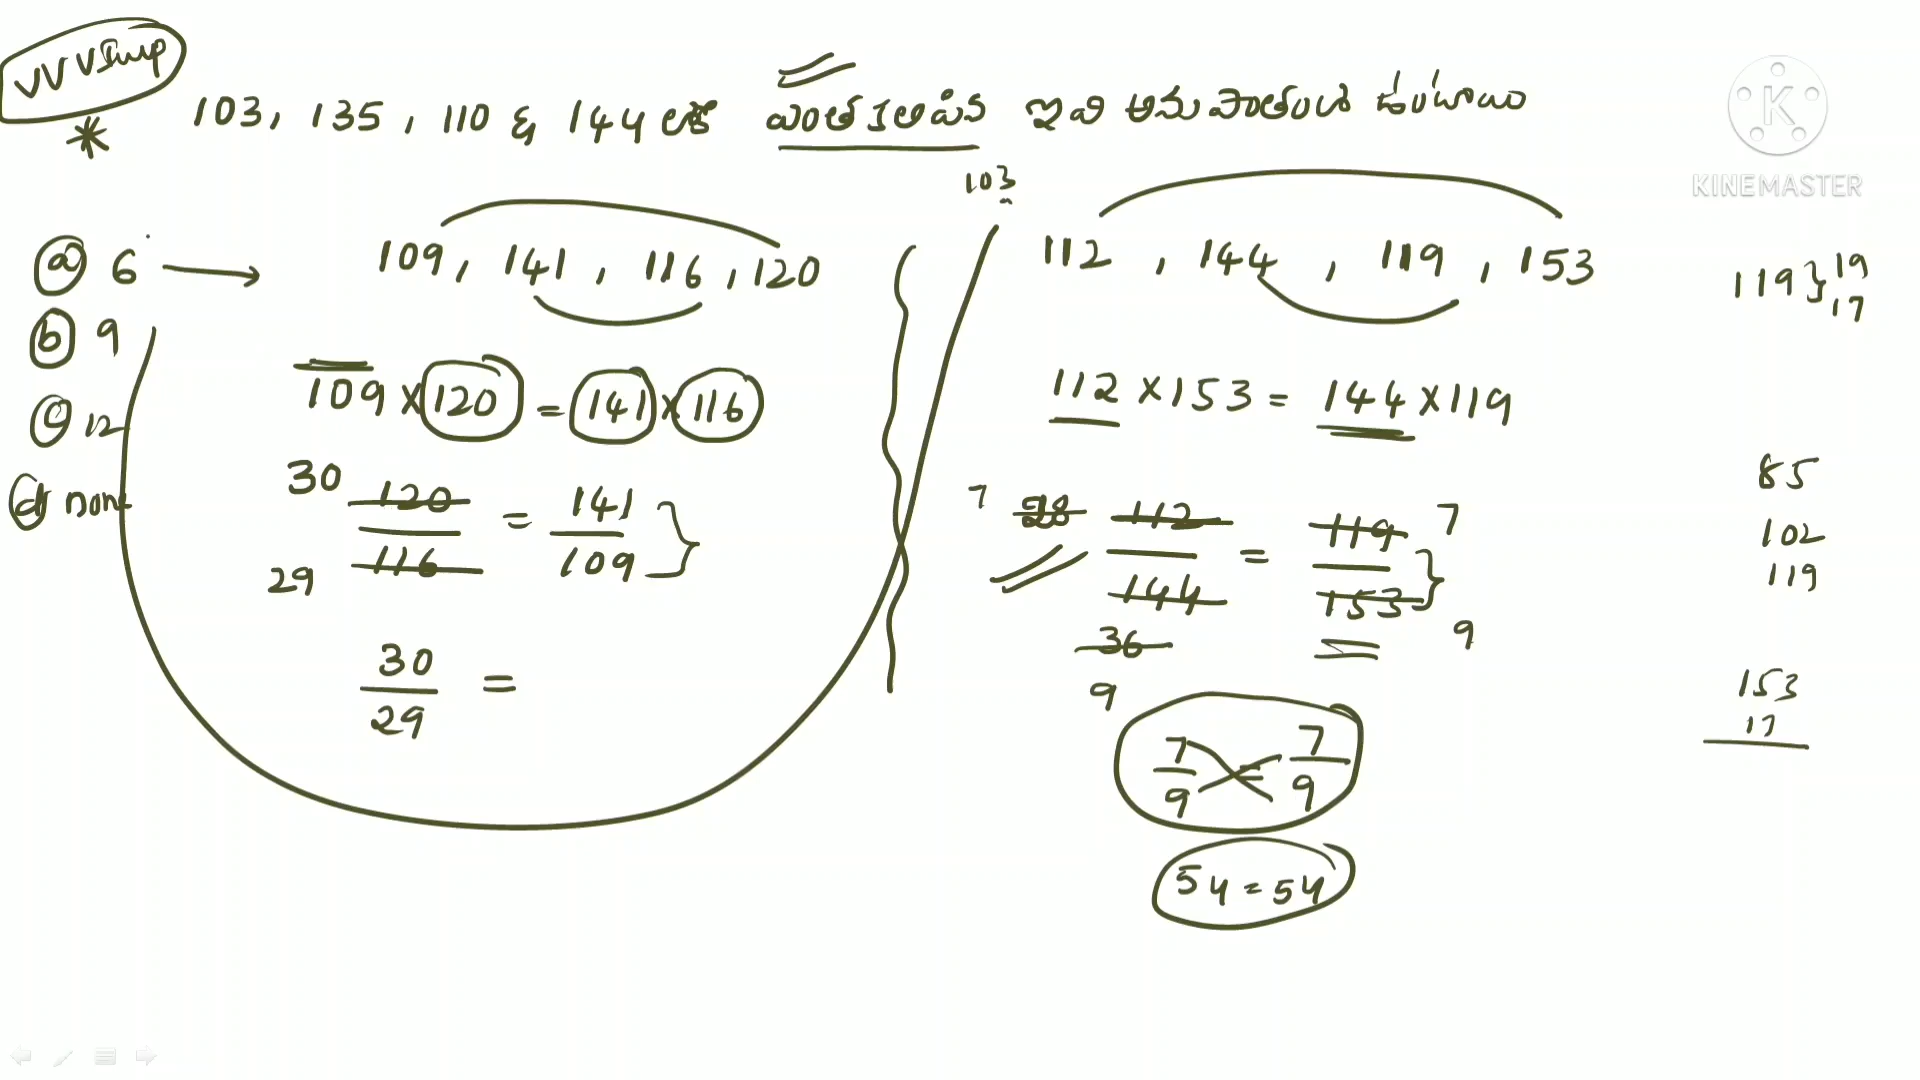 VVVImp
* 103, 135, 110 & 144 లకి ఎంత కలిపిన ఇవి అనుపాతంలో ఉంటాయి
103
ⓐ 6 → 109, 141, 116, 120
112, 144, 119, 153
119 } 19
17
ⓑ 9
ⓒ 12
ⓓ none
109 × 120 = 141 × 116
112 × 153 = 144 × 119
30 120 = 141 }
29 116 109
7 28 112 = 119 } 7
144 153 9
36
9
85
102
119
30 =
29
7 = 7
9 9
54 = 54
153
17
KINEMASTER